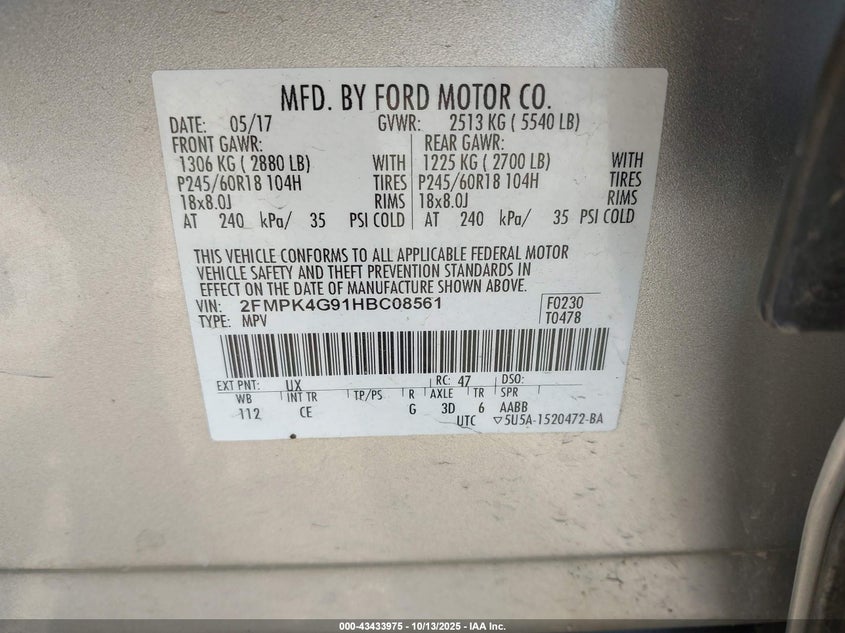 MFD. BY FORD MOTOR CO.
DATE: 05/17 GVWR: 2513 KG ( 5540 LB)
FRONT GAWR: REAR GAWR:
1306 KG ( 2880 LB) WITH 1225 KG ( 2700 LB) WITH
P245/60R18 104H TIRES P245/60R18 104H TIRES
18x8.0J RIMS 18x8.0J RIMS
AT 240 kPa/ 35 PSI COLD AT 240 kPa/ 35 PSI COLD
THIS VEHICLE CONFORMS TO ALL APPLICABLE FEDERAL MOTOR
VEHICLE SAFETY AND THEFT PREVENTION STANDARDS IN
EFFECT ON THE DATE OF MANUFACTURE SHOWN ABOVE.
VIN: 2FMPK4G91HBC08561 F0230
TYPE: MPV T0478
EXT PNT: UX RC: 47 DSO:
WB INT TR TP/PS R AXLE TR SPR
112 CE G 3D 6 AABB
UTC ▽5U5A-1520472-BA
000-43433975 - 10/13/2025 - IAA Inc.